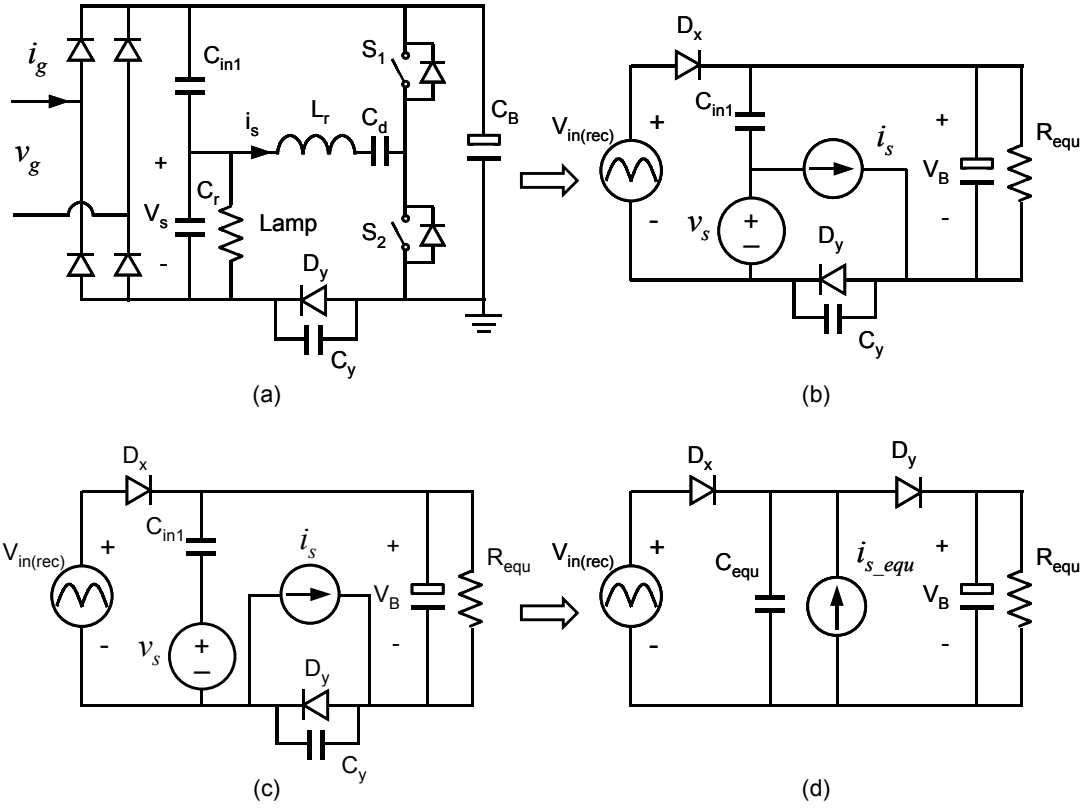 i_g
v_g
C_in1
+
V_s
-
C_r
i_s
L_r
C_d
Lamp
S_1
S_2
C_B
D_y
C_y
(a)
D_x
V_in(rec)
+
-
C_in1
i_s
v_s
+
−
D_y
C_y
+
V_B
-
R_equ
(b)
D_x
V_in(rec)
+
-
C_in1
v_s
+
−
i_s
D_y
C_y
+
V_B
-
R_equ
(c)
D_x
D_y
V_in(rec)
+
-
C_equ
i_s_equ
+
V_B
-
R_equ
(d)